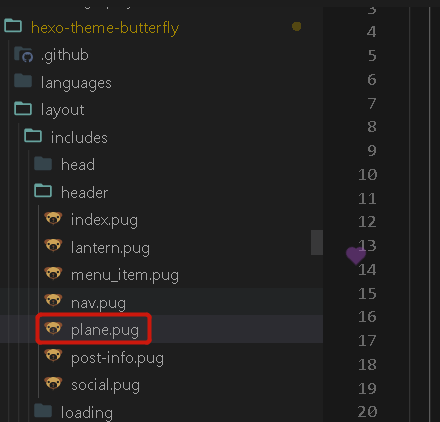 hexo-theme-butterfly
.github
languages
layout
includes
head
header
index.pug
lantern.pug
menu_item.pug
nav.pug
plane.pug
post-info.pug
social.pug
loading
3
4
5
6
7
8
9
10
11
12
13
14
15
16
17
18
19
20